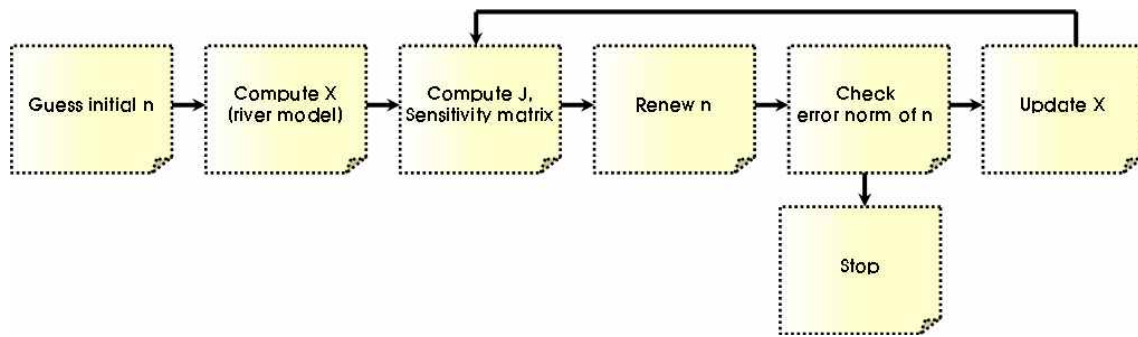 Guess initial n
Compute X
(river model)
Compute J,
Sensitivity matrix
Renew n
Check
error norm of n
Update X
Stop